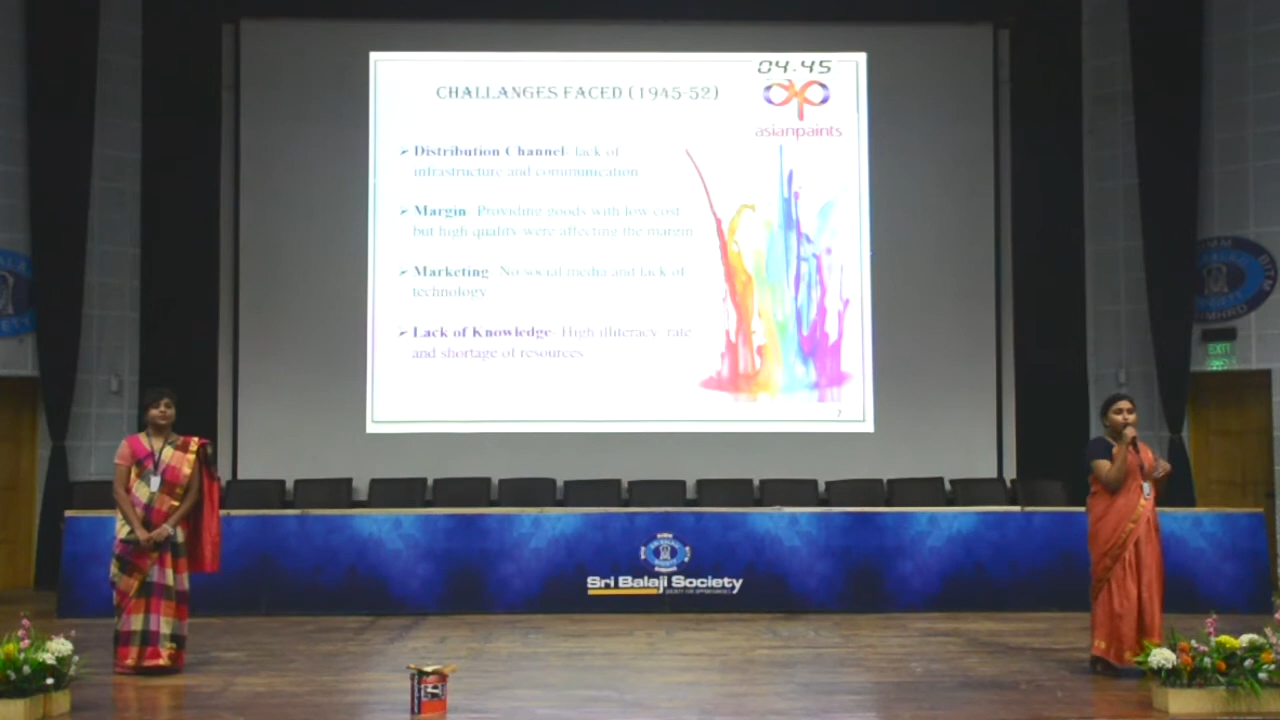 04.45
CHALLANGES FACED (1945-52)
asianpaints
➢ Distribution Channel- lack of
infrastructure and communication
➢ Margin- Providing goods with low cost
but high quality were affecting the margin
➢ Marketing- No social media and lack of
technology
➢ Lack of Knowledge- High illiteracy rate
and shortage of resources
7
EXIT
Sri Balaji Society